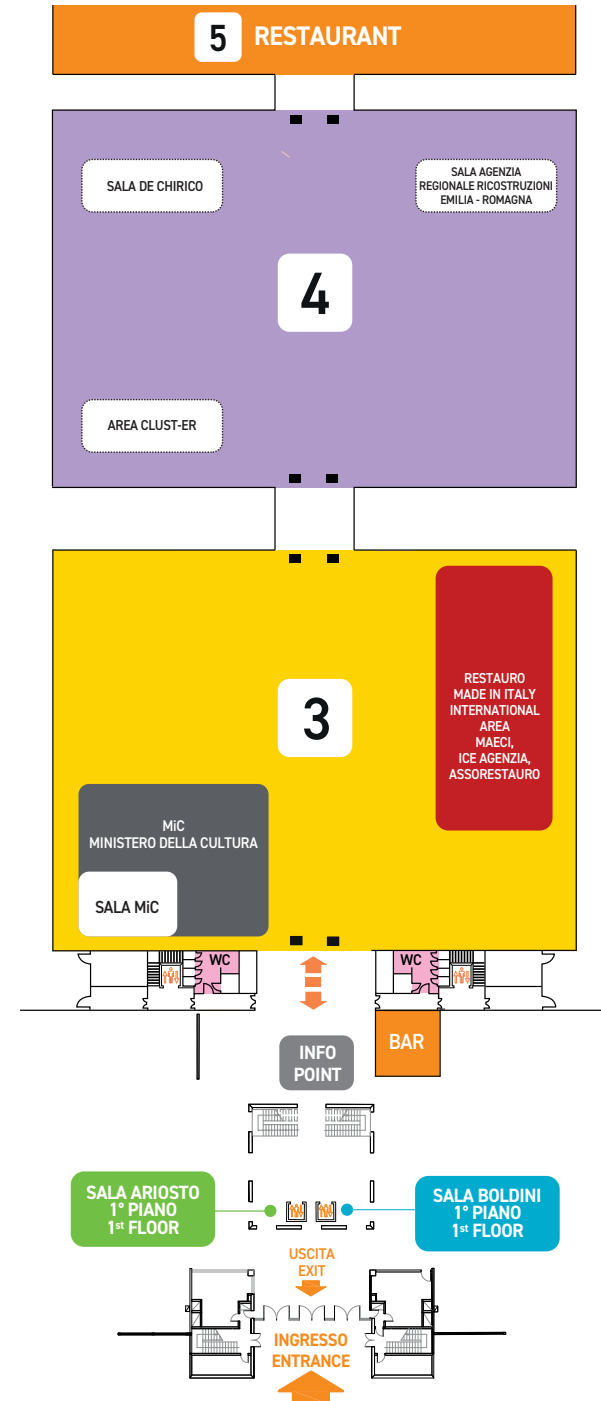 5 RESTAURANT
SALA DE CHIRICO
SALA AGENZIA
REGIONALE RICOSTRUZIONI
EMILIA - ROMAGNA
4
AREA CLUST-ER
RESTAURO
MADE IN ITALY
INTERNATIONAL
AREA
MAECI,
ICE AGENZIA,
ASSORESTAURO
3
MiC
MINISTERO DELLA CULTURA
SALA MiC
WC
WC
BAR
INFO
POINT
SALA ARIOSTO
1° PIANO
1st FLOOR
SALA BOLDINI
1° PIANO
1st FLOOR
USCITA
EXIT
INGRESSO
ENTRANCE